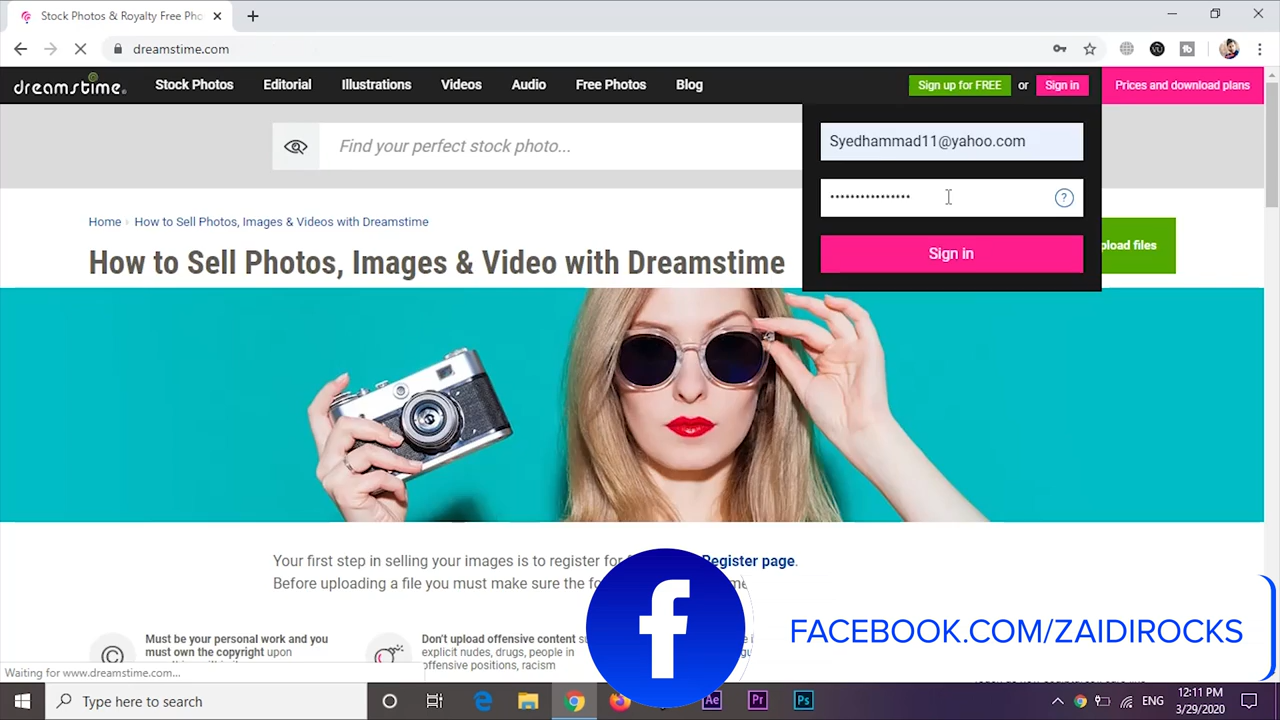 Stock Photos & Royalty Free Pho
dreamstime.com
dreamstime.
Stock Photos
Editorial
Illustrations
Videos
Audio
Free Photos
Blog
Sign up for FREE
or
Sign in
Prices and download plans
Find your perfect stock photo...
Syedhammad11@yahoo.com
Sign in
Home › How to Sell Photos, Images & Videos with Dreamstime
How to Sell Photos, Images & Video with Dreamstime
pload files
Your first step in selling your images is to register for
Register page.
Before uploading a file you must make sure the fo
Must be your personal work and you
must own the copyright upon
Don't upload offensive content
explicit nudes, drugs, people in
offensive positions, racism
FACEBOOK.COM/ZAIDIROCKS
Waiting for www.dreamstime.com...
Type here to search
Ae
Pr
Ps
ENG
12:11 PM
3/29/2020